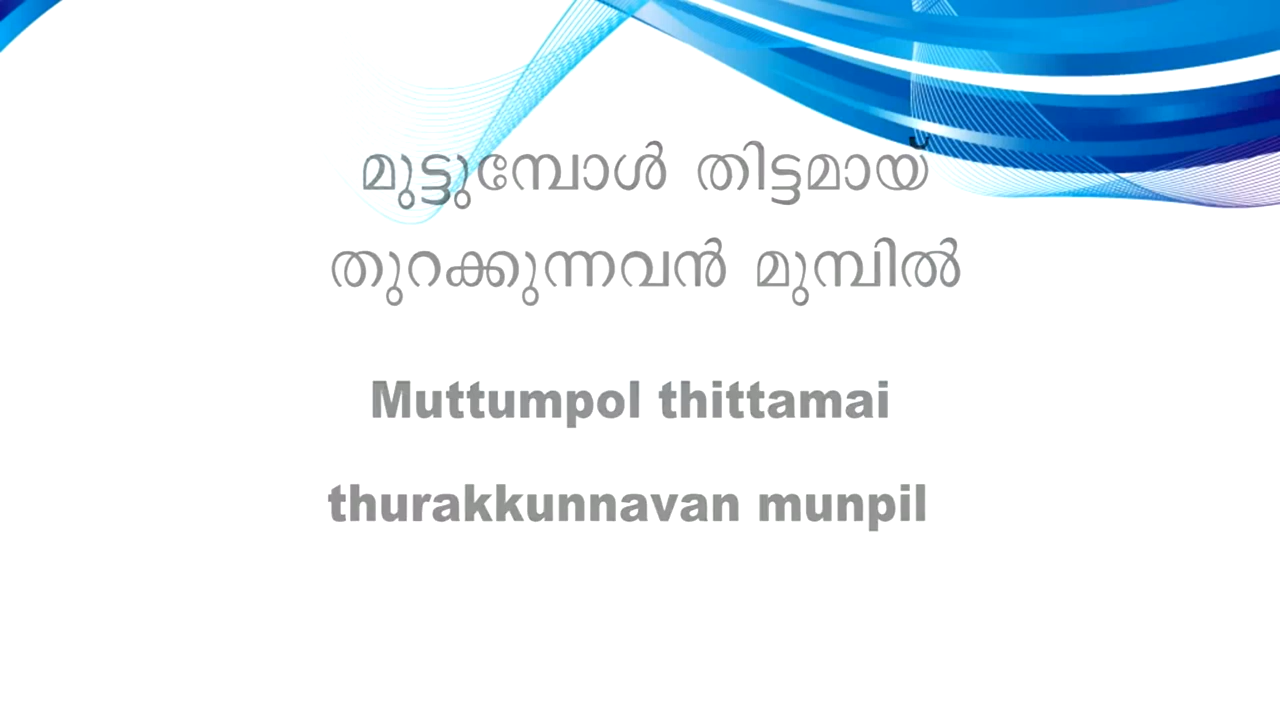 മുട്ടുമ്പോൾ തിട്ടമായ്
തുറക്കുന്നവൻ മുമ്പിൽ
Muttumpol thittamai
thurakkunnavan munpil